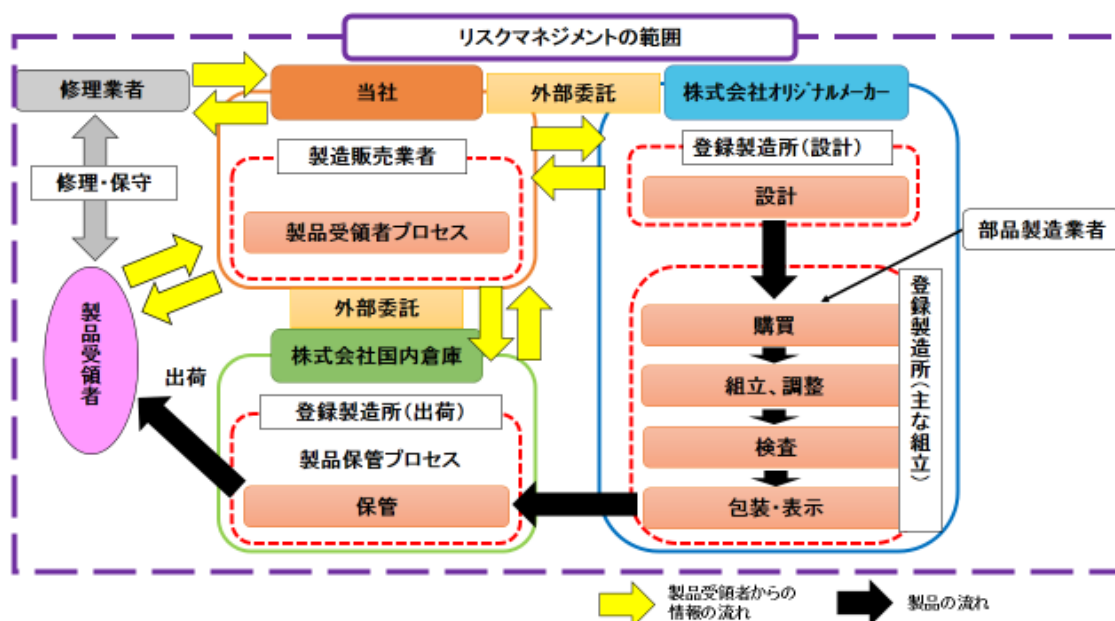 リスクマネジメントの範囲
修理業者
当社
外部委託
株式会社オリジナルメーカー
製造販売業者
登録製造所(設計)
修理・保守
設計
製品受領者プロセス
部品製造業者
製品受領者
外部委託
登録製造所(主な組立)
購買
株式会社国内倉庫
出荷
組立、調整
登録製造所(出荷)
製品保管プロセス
検査
保管
包装・表示
製品受領者からの
情報の流れ
製品の流れ